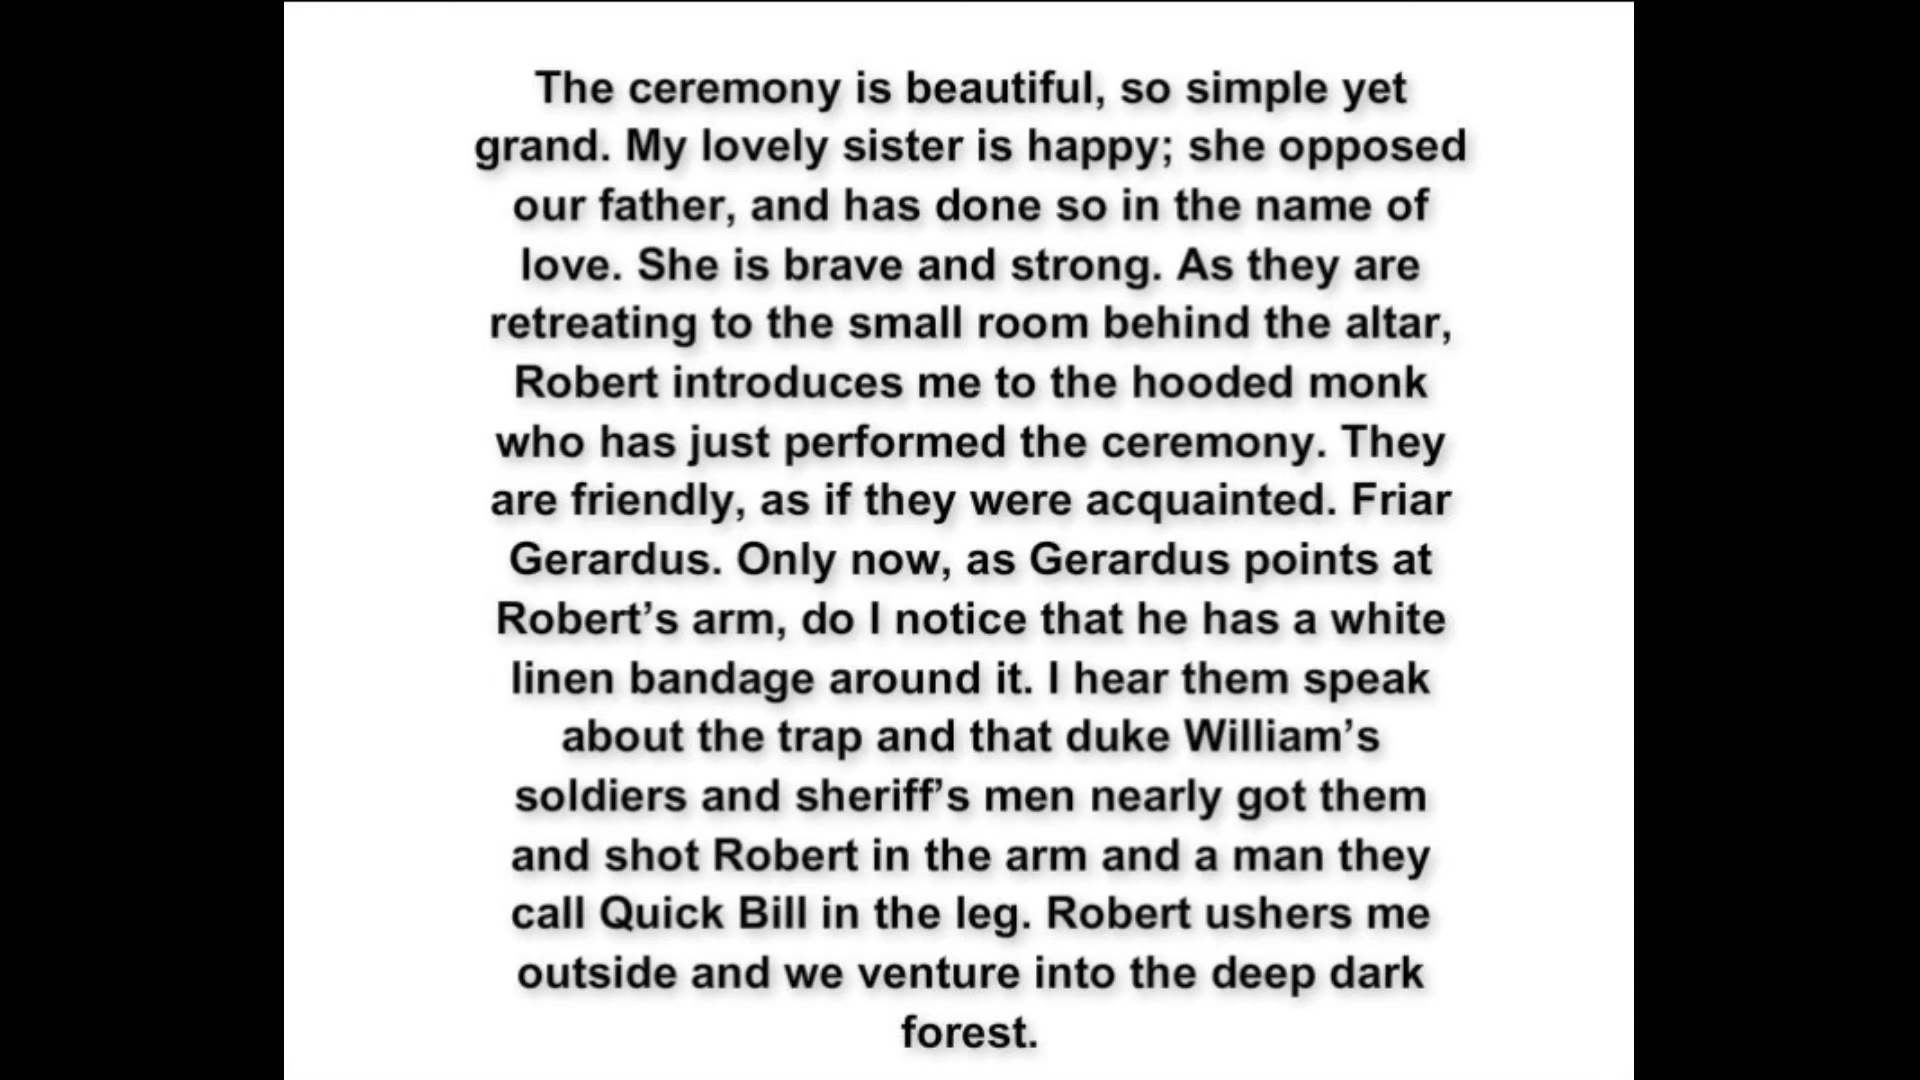 The ceremony is beautiful, so simple yet
grand. My lovely sister is happy; she opposed
our father, and has done so in the name of
love. She is brave and strong. As they are
retreating to the small room behind the altar,
Robert introduces me to the hooded monk
who has just performed the ceremony. They
are friendly, as if they were acquainted. Friar
Gerardus. Only now, as Gerardus points at
Robert’s arm, do I notice that he has a white
linen bandage around it. I hear them speak
about the trap and that duke William’s
soldiers and sheriff’s men nearly got them
and shot Robert in the arm and a man they
call Quick Bill in the leg. Robert ushers me
outside and we venture into the deep dark
forest.